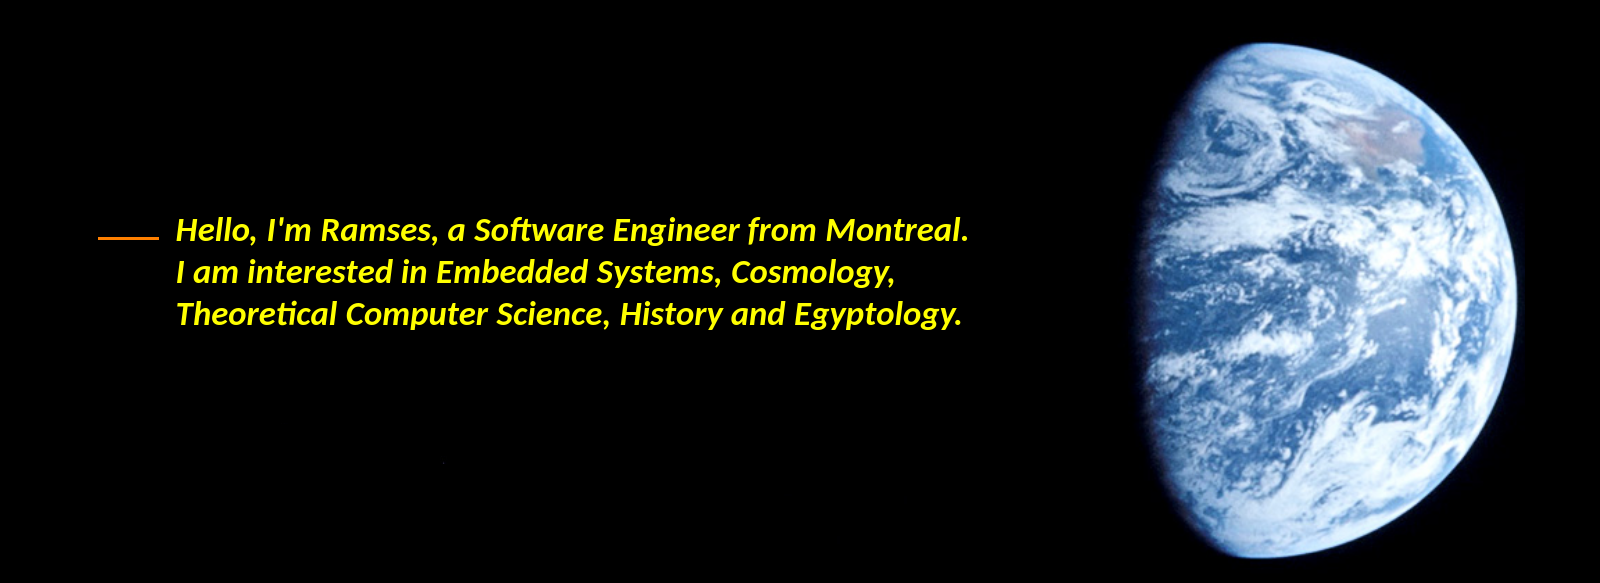 Hello, I'm Ramses, a Software Engineer from Montreal.
I am interested in Embedded Systems, Cosmology,
Theoretical Computer Science, History and Egyptology.